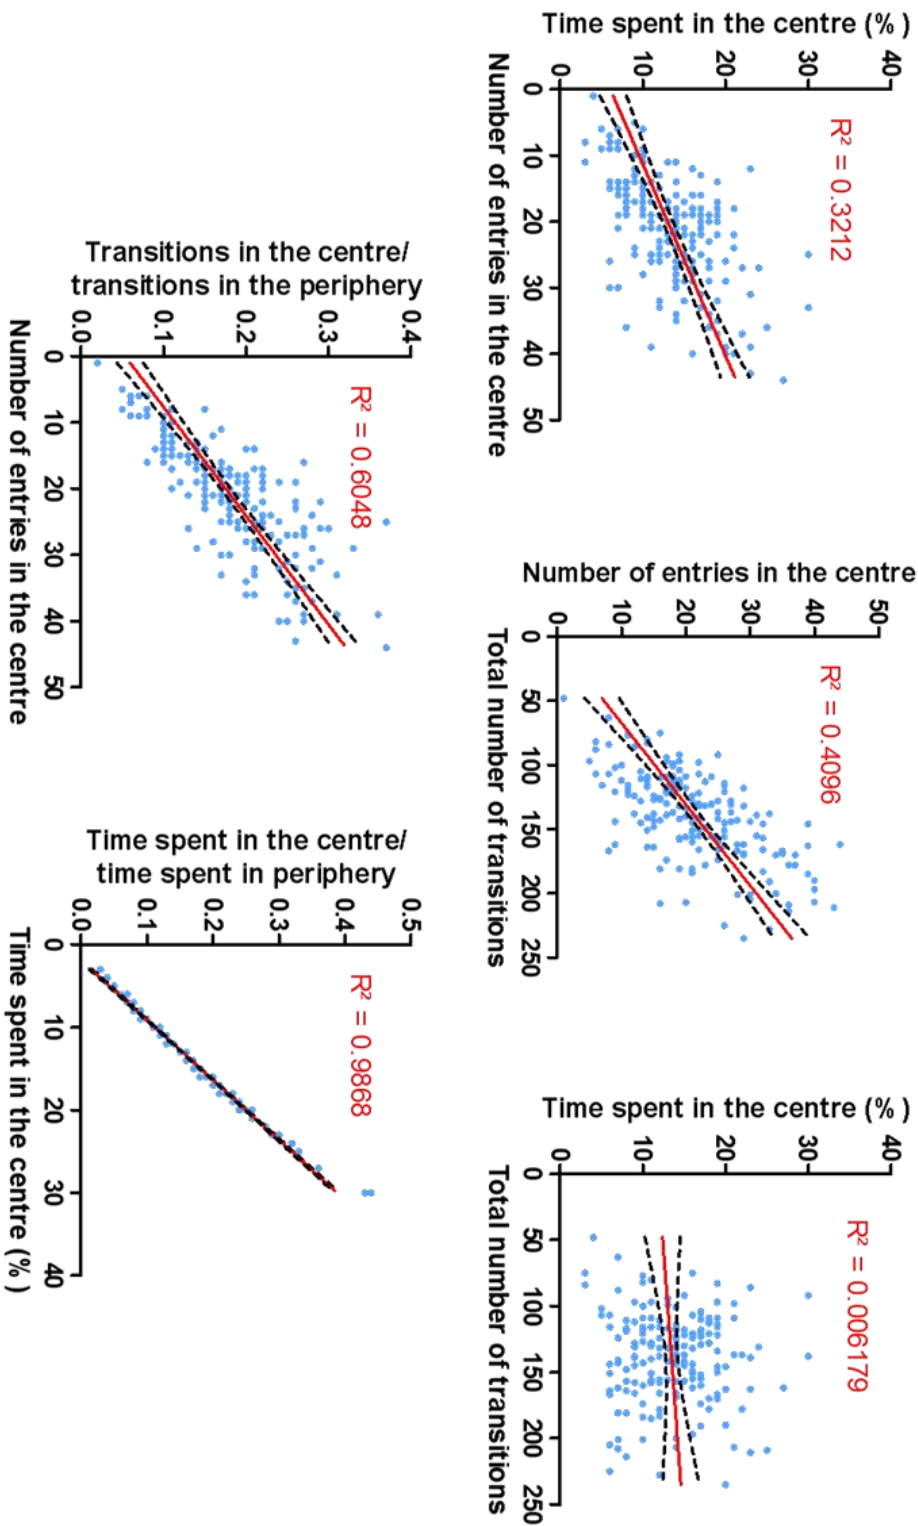 Time spent in the centre (%)
40
30
20
10
0
R² = 0.3212
0 10 20 30 40 50
Number of entries in the centre
Number of entries in the centre
50
40
30
20
10
0
R² = 0.4096
0 50 100 150 200 250
Total number of transitions
Time spent in the centre (%)
40
30
20
10
0
R² = 0.006179
0 50 100 150 200 250
Total number of transitions
Transitions in the centre/
transitions in the periphery
0.4
0.3
0.2
0.1
0.0
R² = 0.6048
0 10 20 30 40 50
Number of entries in the centre
Time spent in the centre/
time spent in periphery
0.5
0.4
0.3
0.2
0.1
0.0
R² = 0.9868
0 10 20 30 40
Time spent in the centre (%)